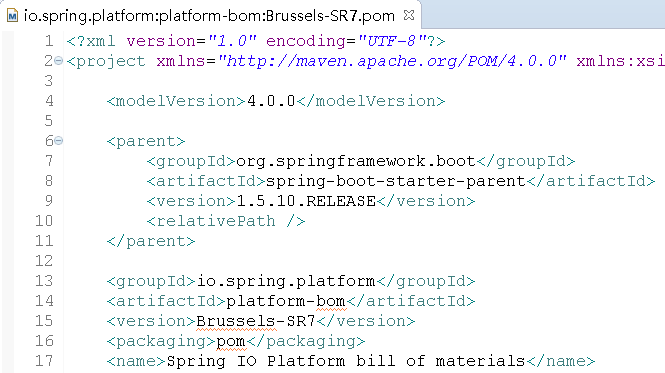 io.spring.platform:platform-bom:Brussels-SR7.pom
1 <?xml version="1.0" encoding="UTF-8"?>
2 <project xmlns="http://maven.apache.org/POM/4.0.0" xmlns:xsi
3
4 <modelVersion>4.0.0</modelVersion>
5
6 <parent>
7 <groupId>org.springframework.boot</groupId>
8 <artifactId>spring-boot-starter-parent</artifactId>
9 <version>1.5.10.RELEASE</version>
10 <relativePath />
11 </parent>
12
13 <groupId>io.spring.platform</groupId>
14 <artifactId>platform-bom</artifactId>
15 <version>Brussels-SR7</version>
16 <packaging>pom</packaging>
17 <name>Spring IO Platform bill of materials</name>